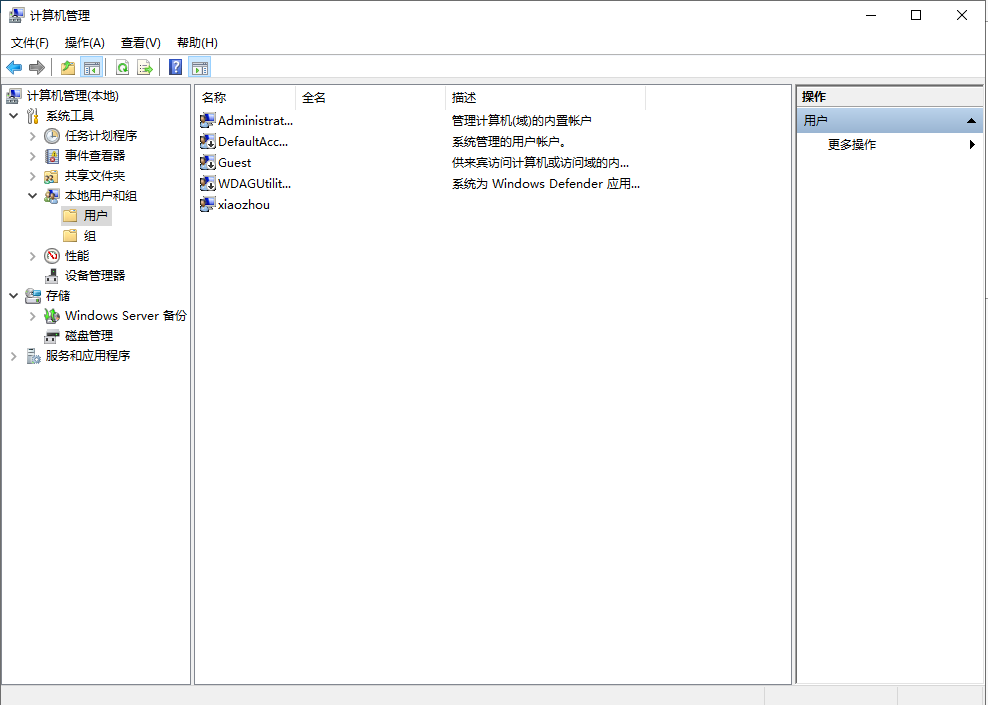 计算机管理
文件(F) 操作(A) 查看(V) 帮助(H)
计算机管理(本地)
系统工具
任务计划程序
事件查看器
共享文件夹
本地用户和组
用户
组
性能
设备管理器
存储
Windows Server 备份
磁盘管理
服务和应用程序
名称 全名 描述
Administrat... 管理计算机(域)的内置帐户
DefaultAcc... 系统管理的用户帐户。
Guest 供来宾访问计算机或访问域的内...
WDAGUtilit... 系统为 Windows Defender 应用...
xiaozhou
操作
用户
更多操作